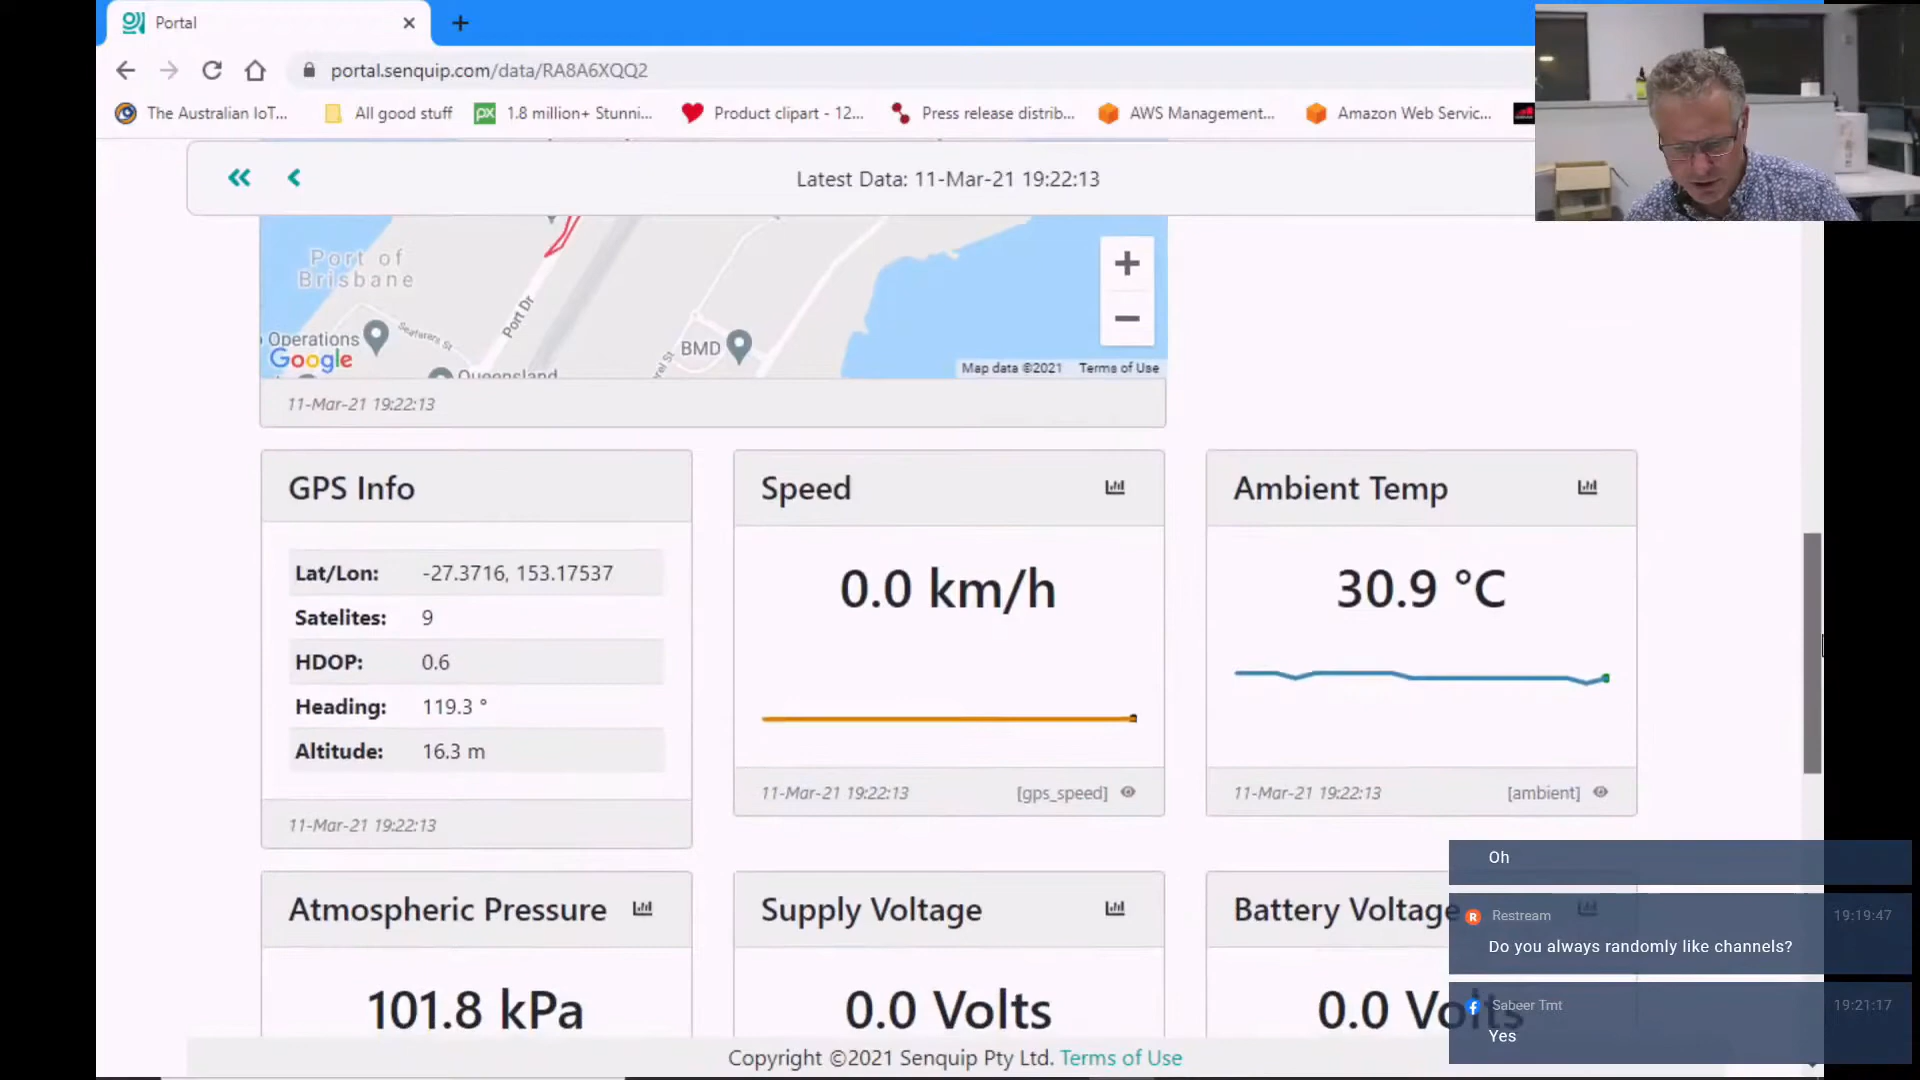 Portal
portal.senquip.com/data/RA8A6XQQ2
The Australian IoT...
All good stuff
px
1.8 million+ Stunni...
Product clipart - 12...
Press release distrib...
AWS Management...
Amazon Web Servic...
Latest Data: 11-Mar-21 19:22:13
Port of
Brisbane
Port Dr
Operations
Seafarers St
BMD
Google
Queensland
Map data ©2021
Terms of Use
11-Mar-21 19:22:13
GPS Info
Lat/Lon: -27.3716, 153.17537
Satelites: 9
HDOP: 0.6
Heading: 119.3 °
Altitude: 16.3 m
11-Mar-21 19:22:13
Speed
0.0 km/h
11-Mar-21 19:22:13 [gps_speed]
Ambient Temp
30.9 °C
11-Mar-21 19:22:13 [ambient]
Atmospheric Pressure
101.8 kPa
Supply Voltage
0.0 Volts
Battery Voltage
0.0 Volts
Oh
Restream 19:19:47
Do you always randomly like channels?
Sabeer Tmt 19:21:17
Yes
Copyright ©2021 Senquip Pty Ltd. Terms of Use